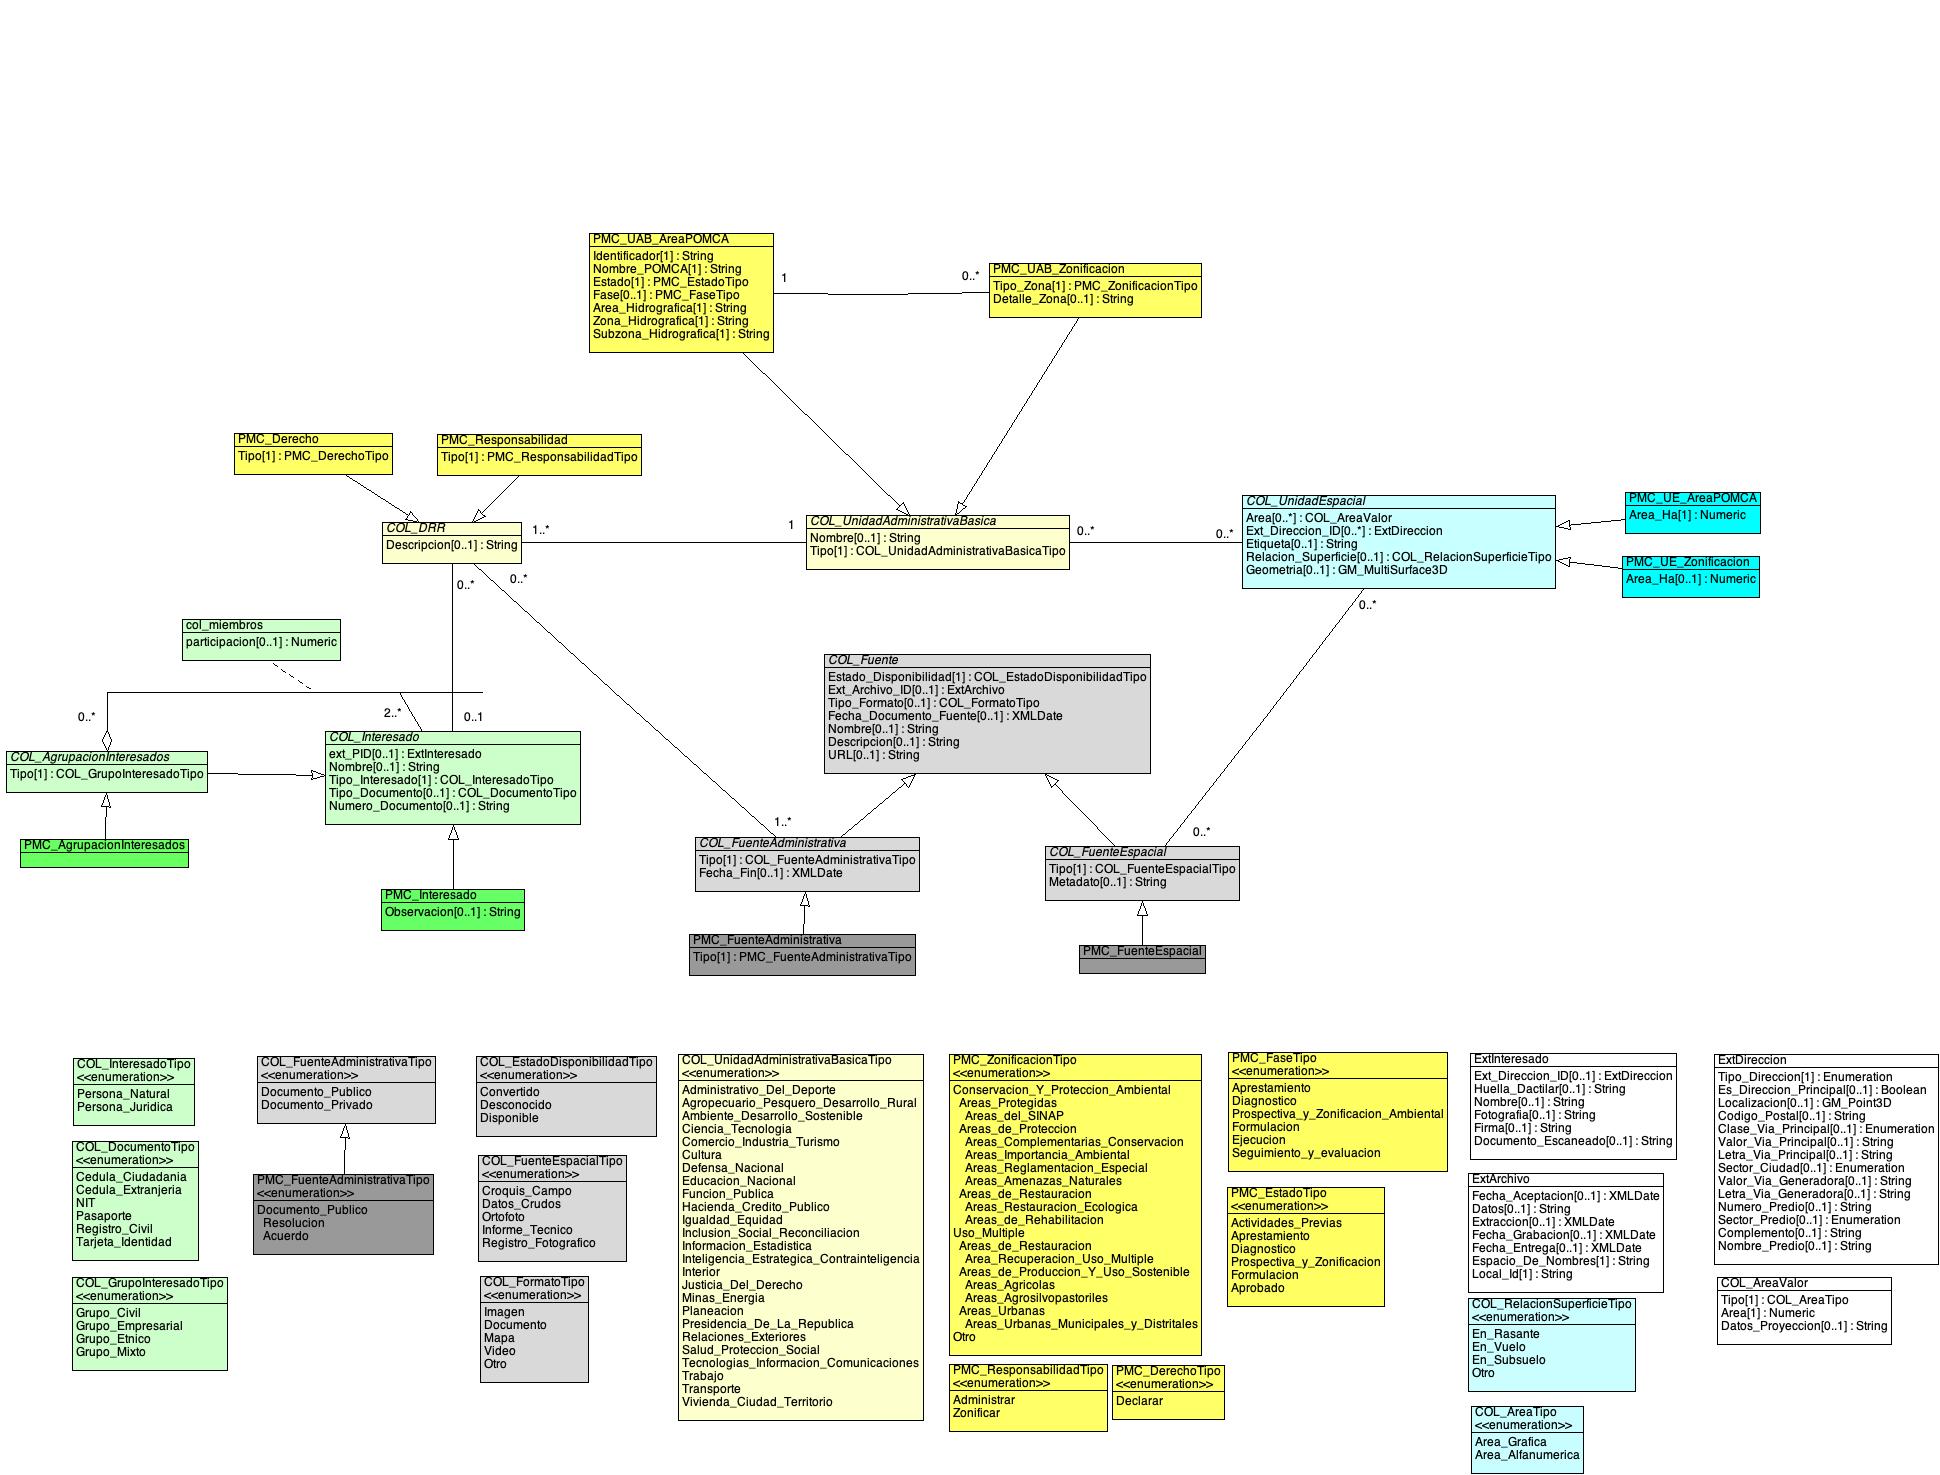 PMC_UAB_AreaPOMCA
Identificador[1] : String
Nombre_POMCA[1] : String
Estado[1] : PMC_EstadoTipo
Fase[0..1] : PMC_FaseTipo
Area_Hidrografica[1] : String
Zona_Hidrografica[1] : String
Subzona_Hidrografica[1] : String
1
0..*
PMC_UAB_Zonificacion
Tipo_Zona[1] : PMC_ZonificacionTipo
Detalle_Zona[0..1] : String
PMC_Derecho
Tipo[1] : PMC_DerechoTipo
PMC_Responsabilidad
Tipo[1] : PMC_ResponsabilidadTipo
COL_DRR
Descripcion[0..1] : String
1..*
1
COL_UnidadAdministrativaBasica
Nombre[0..1] : String
Tipo[1] : COL_UnidadAdministrativaBasicaTipo
0..*
0..*
COL_UnidadEspacial
Area[0..*] : COL_AreaValor
Ext_Direccion_ID[0..*] : ExtDireccion
Etiqueta[0..1] : String
Relacion_Superficie[0..1] : COL_RelacionSuperficieTipo
Geometria[0..1] : GM_MultiSurface3D
PMC_UE_AreaPOMCA
Area_Ha[1] : Numeric
PMC_UE_Zonificacion
Area_Ha[0..1] : Numeric
0..*
0..*
0..*
col_miembros
participacion[0..1] : Numeric
0..*
2..*
0..1
COL_Fuente
Estado_Disponibilidad[1] : COL_EstadoDisponibilidadTipo
Ext_Archivo_ID[0..1] : ExtArchivo
Tipo_Formato[0..1] : COL_FormatoTipo
Fecha_Documento_Fuente[0..1] : XMLDate
Nombre[0..1] : String
Descripcion[0..1] : String
URL[0..1] : String
COL_AgrupacionInteresados
Tipo[1] : COL_GrupoInteresadoTipo
COL_Interesado
ext_PID[0..1] : ExtInteresado
Nombre[0..1] : String
Tipo_Interesado[1] : COL_InteresadoTipo
Tipo_Documento[0..1] : COL_DocumentoTipo
Numero_Documento[0..1] : String
PMC_AgrupacionInteresados
PMC_Interesado
Observacion[0..1] : String
1..*
0..*
COL_FuenteAdministrativa
Tipo[1] : COL_FuenteAdministrativaTipo
Fecha_Fin[0..1] : XMLDate
COL_FuenteEspacial
Tipo[1] : COL_FuenteEspacialTipo
Metadato[0..1] : String
PMC_FuenteAdministrativa
Tipo[1] : PMC_FuenteAdministrativaTipo
PMC_FuenteEspacial
COL_InteresadoTipo
<<enumeration>>
Persona_Natural
Persona_Juridica
COL_DocumentoTipo
<<enumeration>>
Cedula_Ciudadania
Cedula_Extranjeria
NIT
Pasaporte
Registro_Civil
Tarjeta_Identidad
COL_GrupoInteresadoTipo
<<enumeration>>
Grupo_Civil
Grupo_Empresarial
Grupo_Etnico
Grupo_Mixto
COL_FuenteAdministrativaTipo
<<enumeration>>
Documento_Publico
Documento_Privado
PMC_FuenteAdministrativaTipo
<<enumeration>>
Documento_Publico
Resolucion
Acuerdo
COL_EstadoDisponibilidadTipo
<<enumeration>>
Convertido
Desconocido
Disponible
COL_FuenteEspacialTipo
<<enumeration>>
Croquis_Campo
Datos_Crudos
Ortofoto
Informe_Tecnico
Registro_Fotografico
COL_FormatoTipo
<<enumeration>>
Imagen
Documento
Mapa
Video
Otro
COL_UnidadAdministrativaBasicaTipo
<<enumeration>>
Administrativo_Del_Deporte
Agropecuario_Pesquero_Desarrollo_Rural
Ambiente_Desarrollo_Sostenible
Ciencia_Tecnologia
Comercio_Industria_Turismo
Cultura
Defensa_Nacional
Educacion_Nacional
Funcion_Publica
Hacienda_Credito_Publico
Igualdad_Equidad
Inclusion_Social_Reconciliacion
Informacion_Estadistica
Inteligencia_Estrategica_Contrainteligencia
Interior
Justicia_Del_Derecho
Minas_Energia
Planeacion
Presidencia_De_La_Republica
Relaciones_Exteriores
Salud_Proteccion_Social
Tecnologias_Informacion_Comunicaciones
Trabajo
Transporte
Vivienda_Ciudad_Territorio
PMC_ZonificacionTipo
<<enumeration>>
Conservacion_Y_Proteccion_Ambiental
Areas_Protegidas
Areas_del_SINAP
Areas_de_Proteccion
Areas_Complementarias_Conservacion
Areas_Importancia_Ambiental
Areas_Reglamentacion_Especial
Areas_Amenazas_Naturales
Areas_de_Restauracion
Areas_Restauracion_Ecologica
Areas_de_Rehabilitacion
Uso_Multiple
Areas_de_Restauracion
Area_Recuperacion_Uso_Multiple
Areas_de_Produccion_Y_Uso_Sostenible
Areas_Agricolas
Areas_Agrosilvopastoriles
Areas_Urbanas
Areas_Urbanas_Municipales_y_Distritales
Otro
PMC_ResponsabilidadTipo
<<enumeration>>
Administrar
Zonificar
PMC_DerechoTipo
<<enumeration>>
Declarar
PMC_FaseTipo
<<enumeration>>
Aprestamiento
Diagnostico
Prospectiva_y_Zonificacion_Ambiental
Formulacion
Ejecucion
Seguimiento_y_evaluacion
PMC_EstadoTipo
<<enumeration>>
Actividades_Previas
Aprestamiento
Diagnostico
Prospectiva_y_Zonificacion
Formulacion
Aprobado
ExtInteresado
Ext_Direccion_ID[0..1] : ExtDireccion
Huella_Dactilar[0..1] : String
Nombre[0..1] : String
Fotografia[0..1] : String
Firma[0..1] : String
Documento_Escaneado[0..1] : String
ExtArchivo
Fecha_Aceptacion[0..1] : XMLDate
Datos[0..1] : String
Extraccion[0..1] : XMLDate
Fecha_Grabacion[0..1] : XMLDate
Fecha_Entrega[0..1] : XMLDate
Espacio_De_Nombres[1] : String
Local_Id[1] : String
COL_RelacionSuperficieTipo
<<enumeration>>
En_Rasante
En_Vuelo
En_Subsuelo
Otro
COL_AreaTipo
<<enumeration>>
Area_Grafica
Area_Alfanumerica
ExtDireccion
Tipo_Direccion[1] : Enumeration
Es_Direccion_Principal[0..1] : Boolean
Localizacion[0..1] : GM_Point3D
Codigo_Postal[0..1] : String
Clase_Via_Principal[0..1] : Enumeration
Valor_Via_Principal[0..1] : String
Letra_Via_Principal[0..1] : String
Sector_Ciudad[0..1] : Enumeration
Valor_Via_Generadora[0..1] : String
Letra_Via_Generadora[0..1] : String
Numero_Predio[0..1] : String
Sector_Predio[0..1] : Enumeration
Complemento[0..1] : String
Nombre_Predio[0..1] : String
COL_AreaValor
Tipo[1] : COL_AreaTipo
Area[1] : Numeric
Datos_Proyeccion[0..1] : String